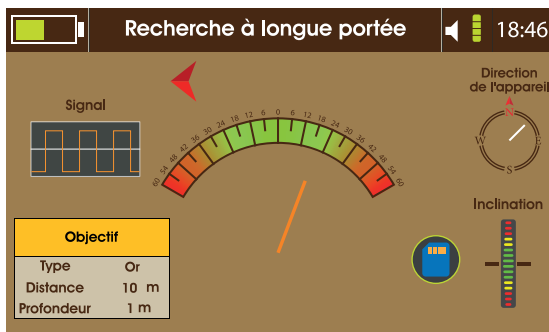 Recherche à longue portée
18:46
Signal
Direction
de l'appareil
N
W
E
S
60 54 48 42 36 30 24 18 12 6 0 6 12 18 24 30 36 42 48 54 60
Inclination
Objectif
Type Or
Distance 10 m
Profondeur 1 m